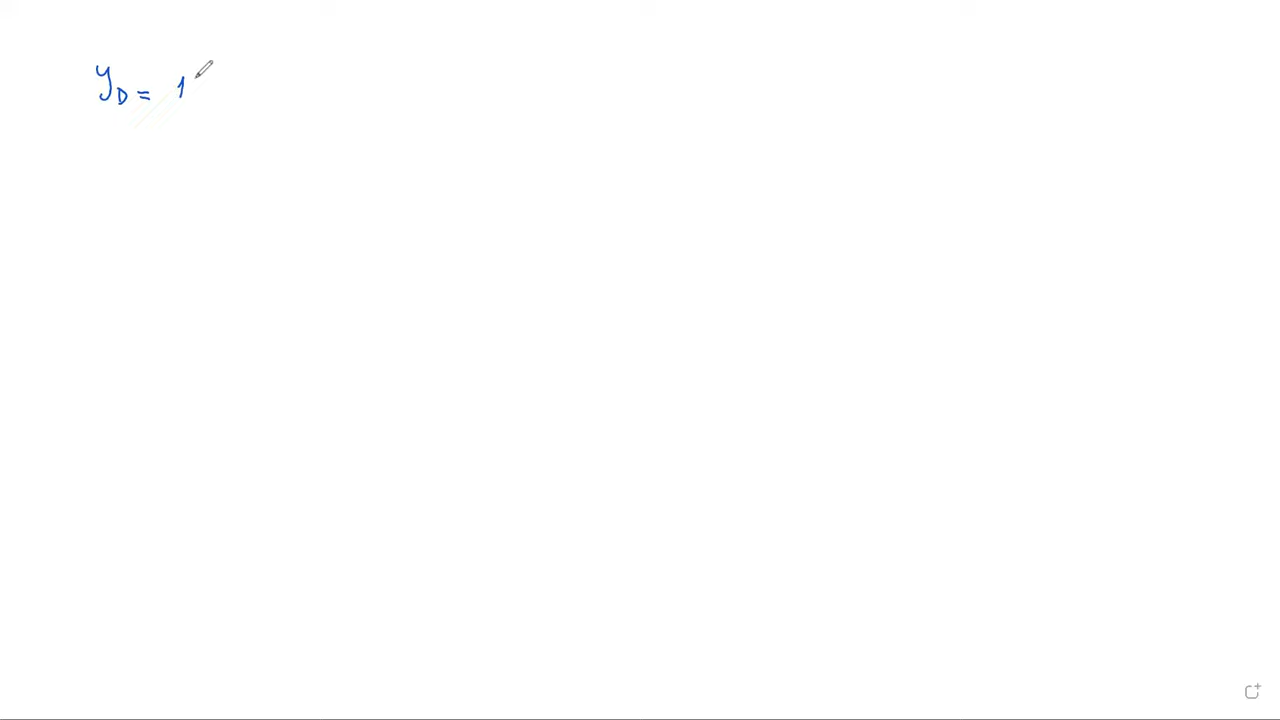 y_D = 1